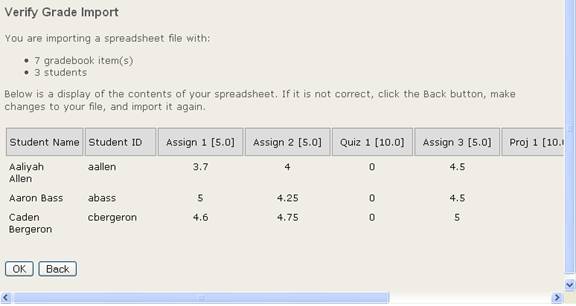 Verify Grade Import
You are importing a spreadsheet file with:
7 gradebook item(s)
3 students
Below is a display of the contents of your spreadsheet. If it is not correct, click the Back button, make
changes to your file, and import it again.
Student Name Student ID Assign 1 [5.0] Assign 2 [5.0] Quiz 1 [10.0] Assign 3 [5.0] Proj 1 [10.
Aaliyah aallen 3.7 4 0 4.5
Allen
Aaron Bass abass 5 4.25 0 4.5
Caden cbergeron 4.6 4.75 0 5
Bergeron
OK Back